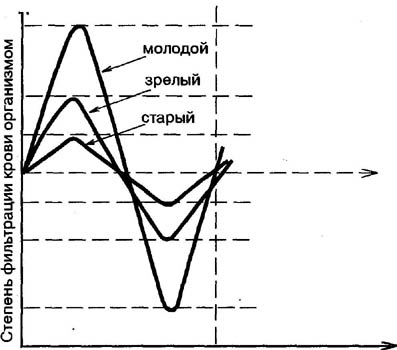 Степень фильтрации крови организмом
молодой
зрелый
старый